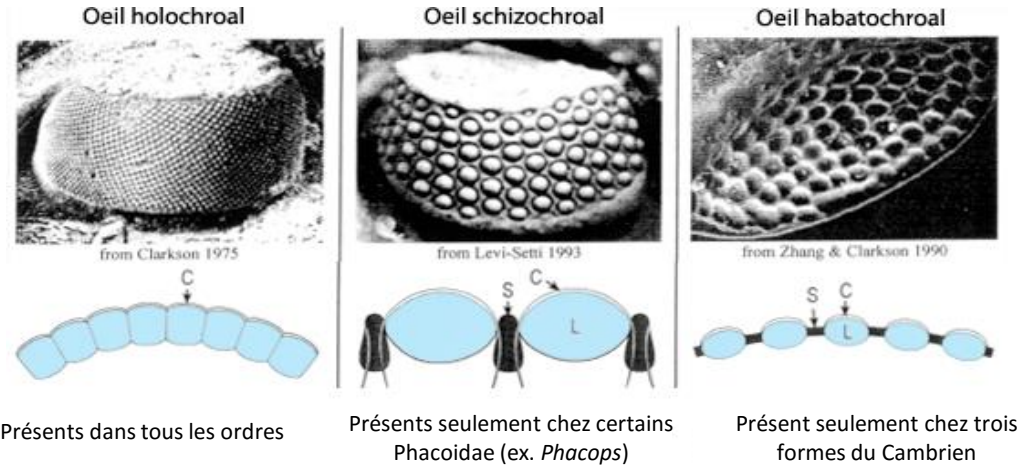 Oeil holochroal
Oeil schizochroal
Oeil habatochroal
from Clarkson 1975
from Levi-Setti 1993
from Zhang & Clarkson 1990
C
S
C
L
S
C
L
Présents dans tous les ordres
Présents seulement chez certains
Phacoidae (ex. Phacops)
Présent seulement chez trois
formes du Cambrien